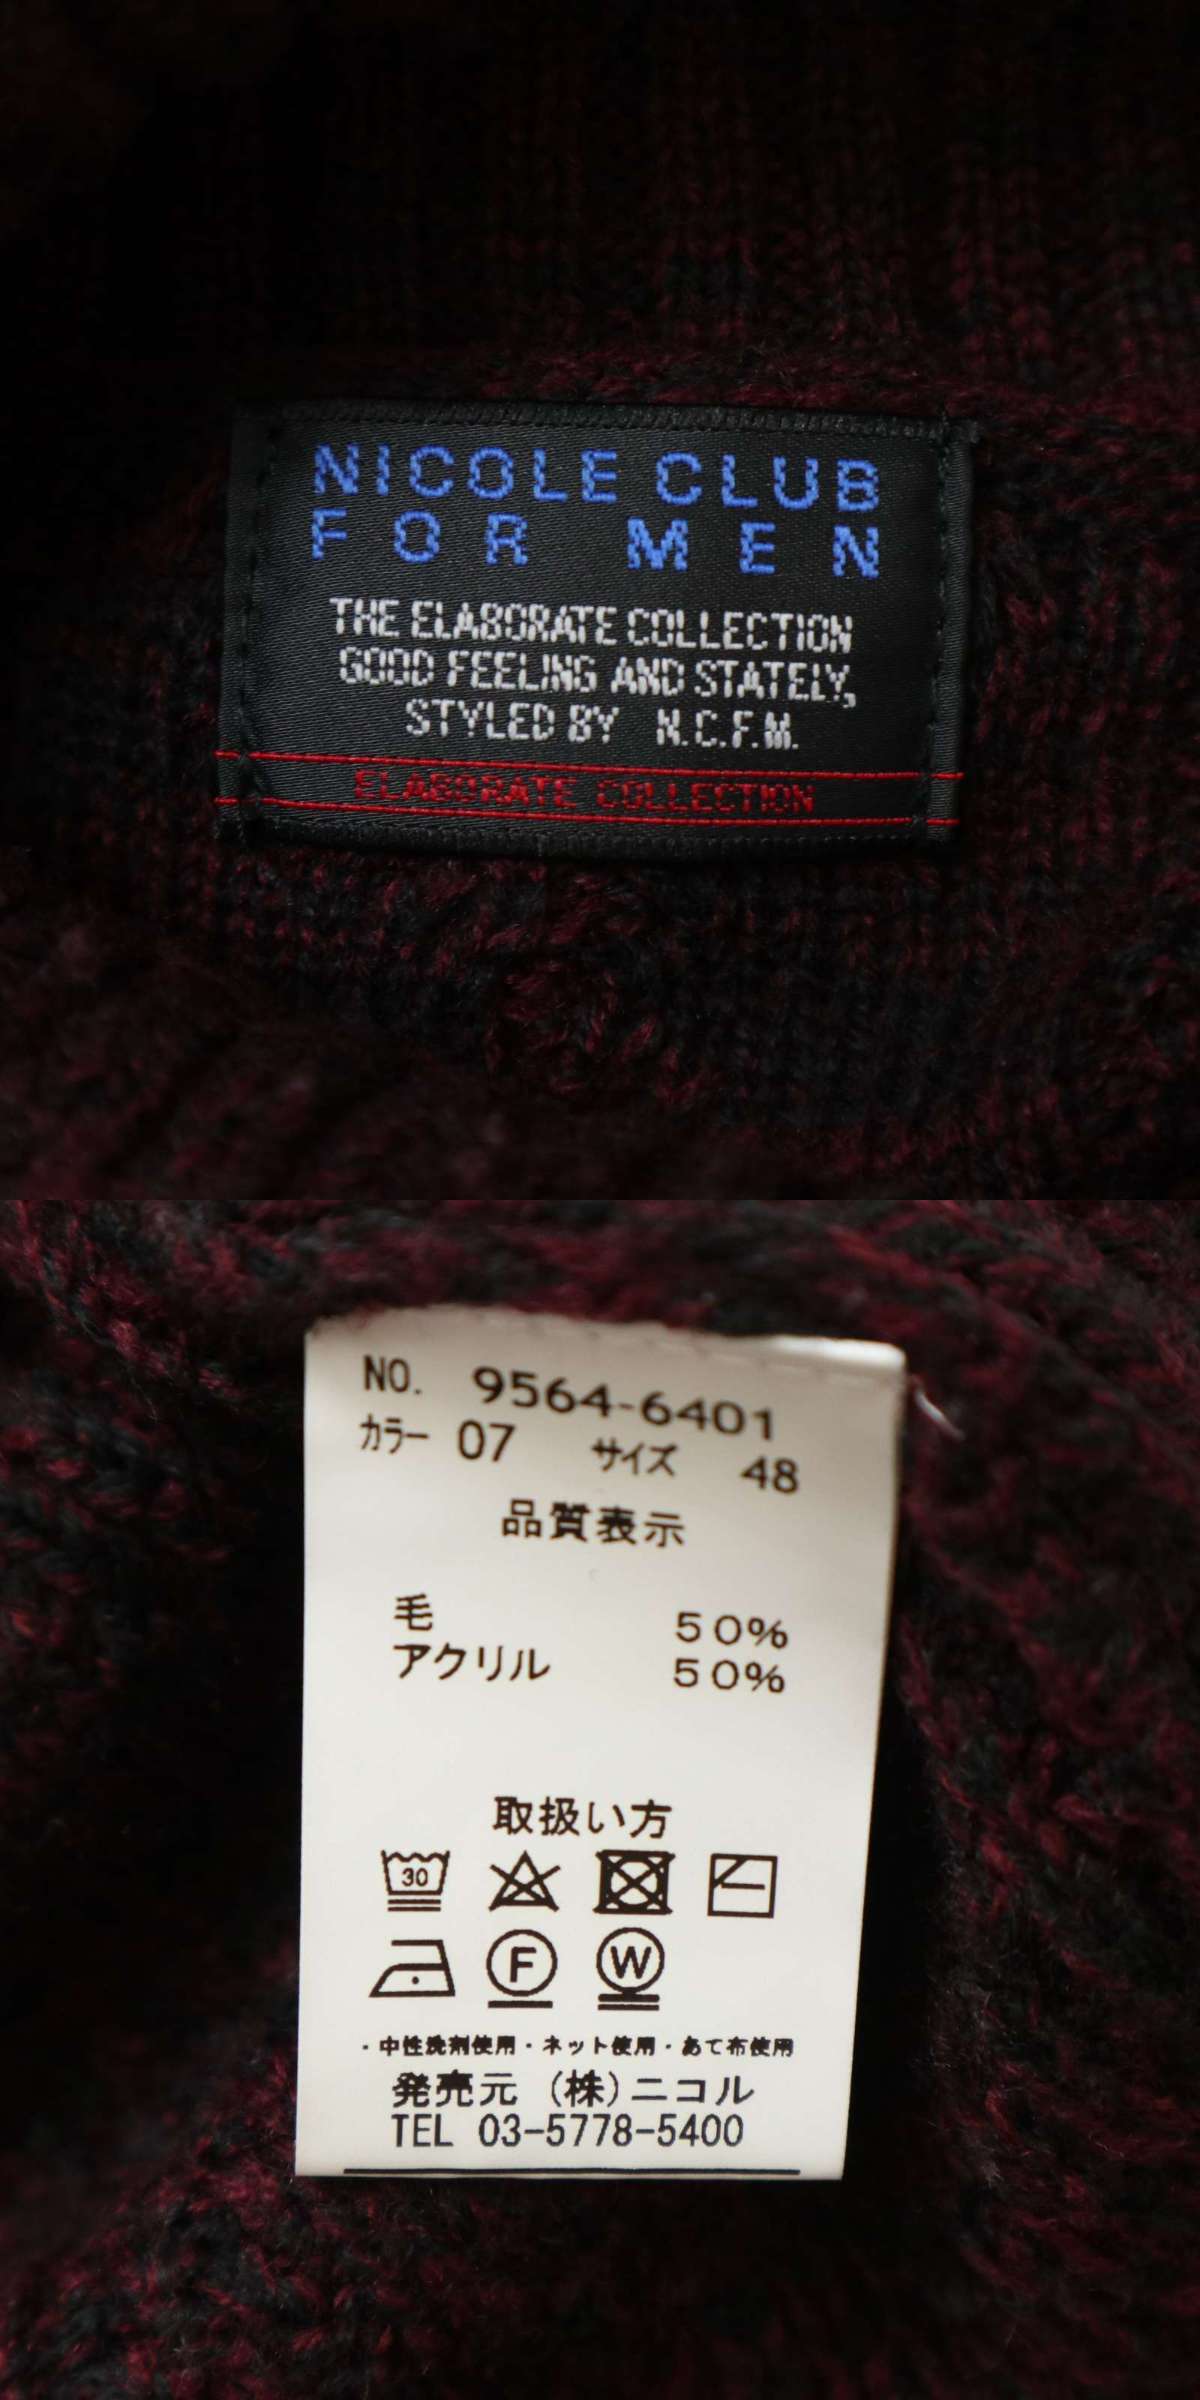 NICOLE CLUB
FOR MEN
THE ELABORATE COLLECTION
GOOD FEELING AND STATELY,
STYLED BY N.C.F.M.
ELABORATE COLLECTION
NO. 9564-6401
カラー 07 サイズ 48
品質表示
毛 50%
アクリル 50%
取扱い方
30
F W
・中性洗剤使用・ネット使用・あて布使用
発売元 (株)ニコル
TEL 03-5778-5400